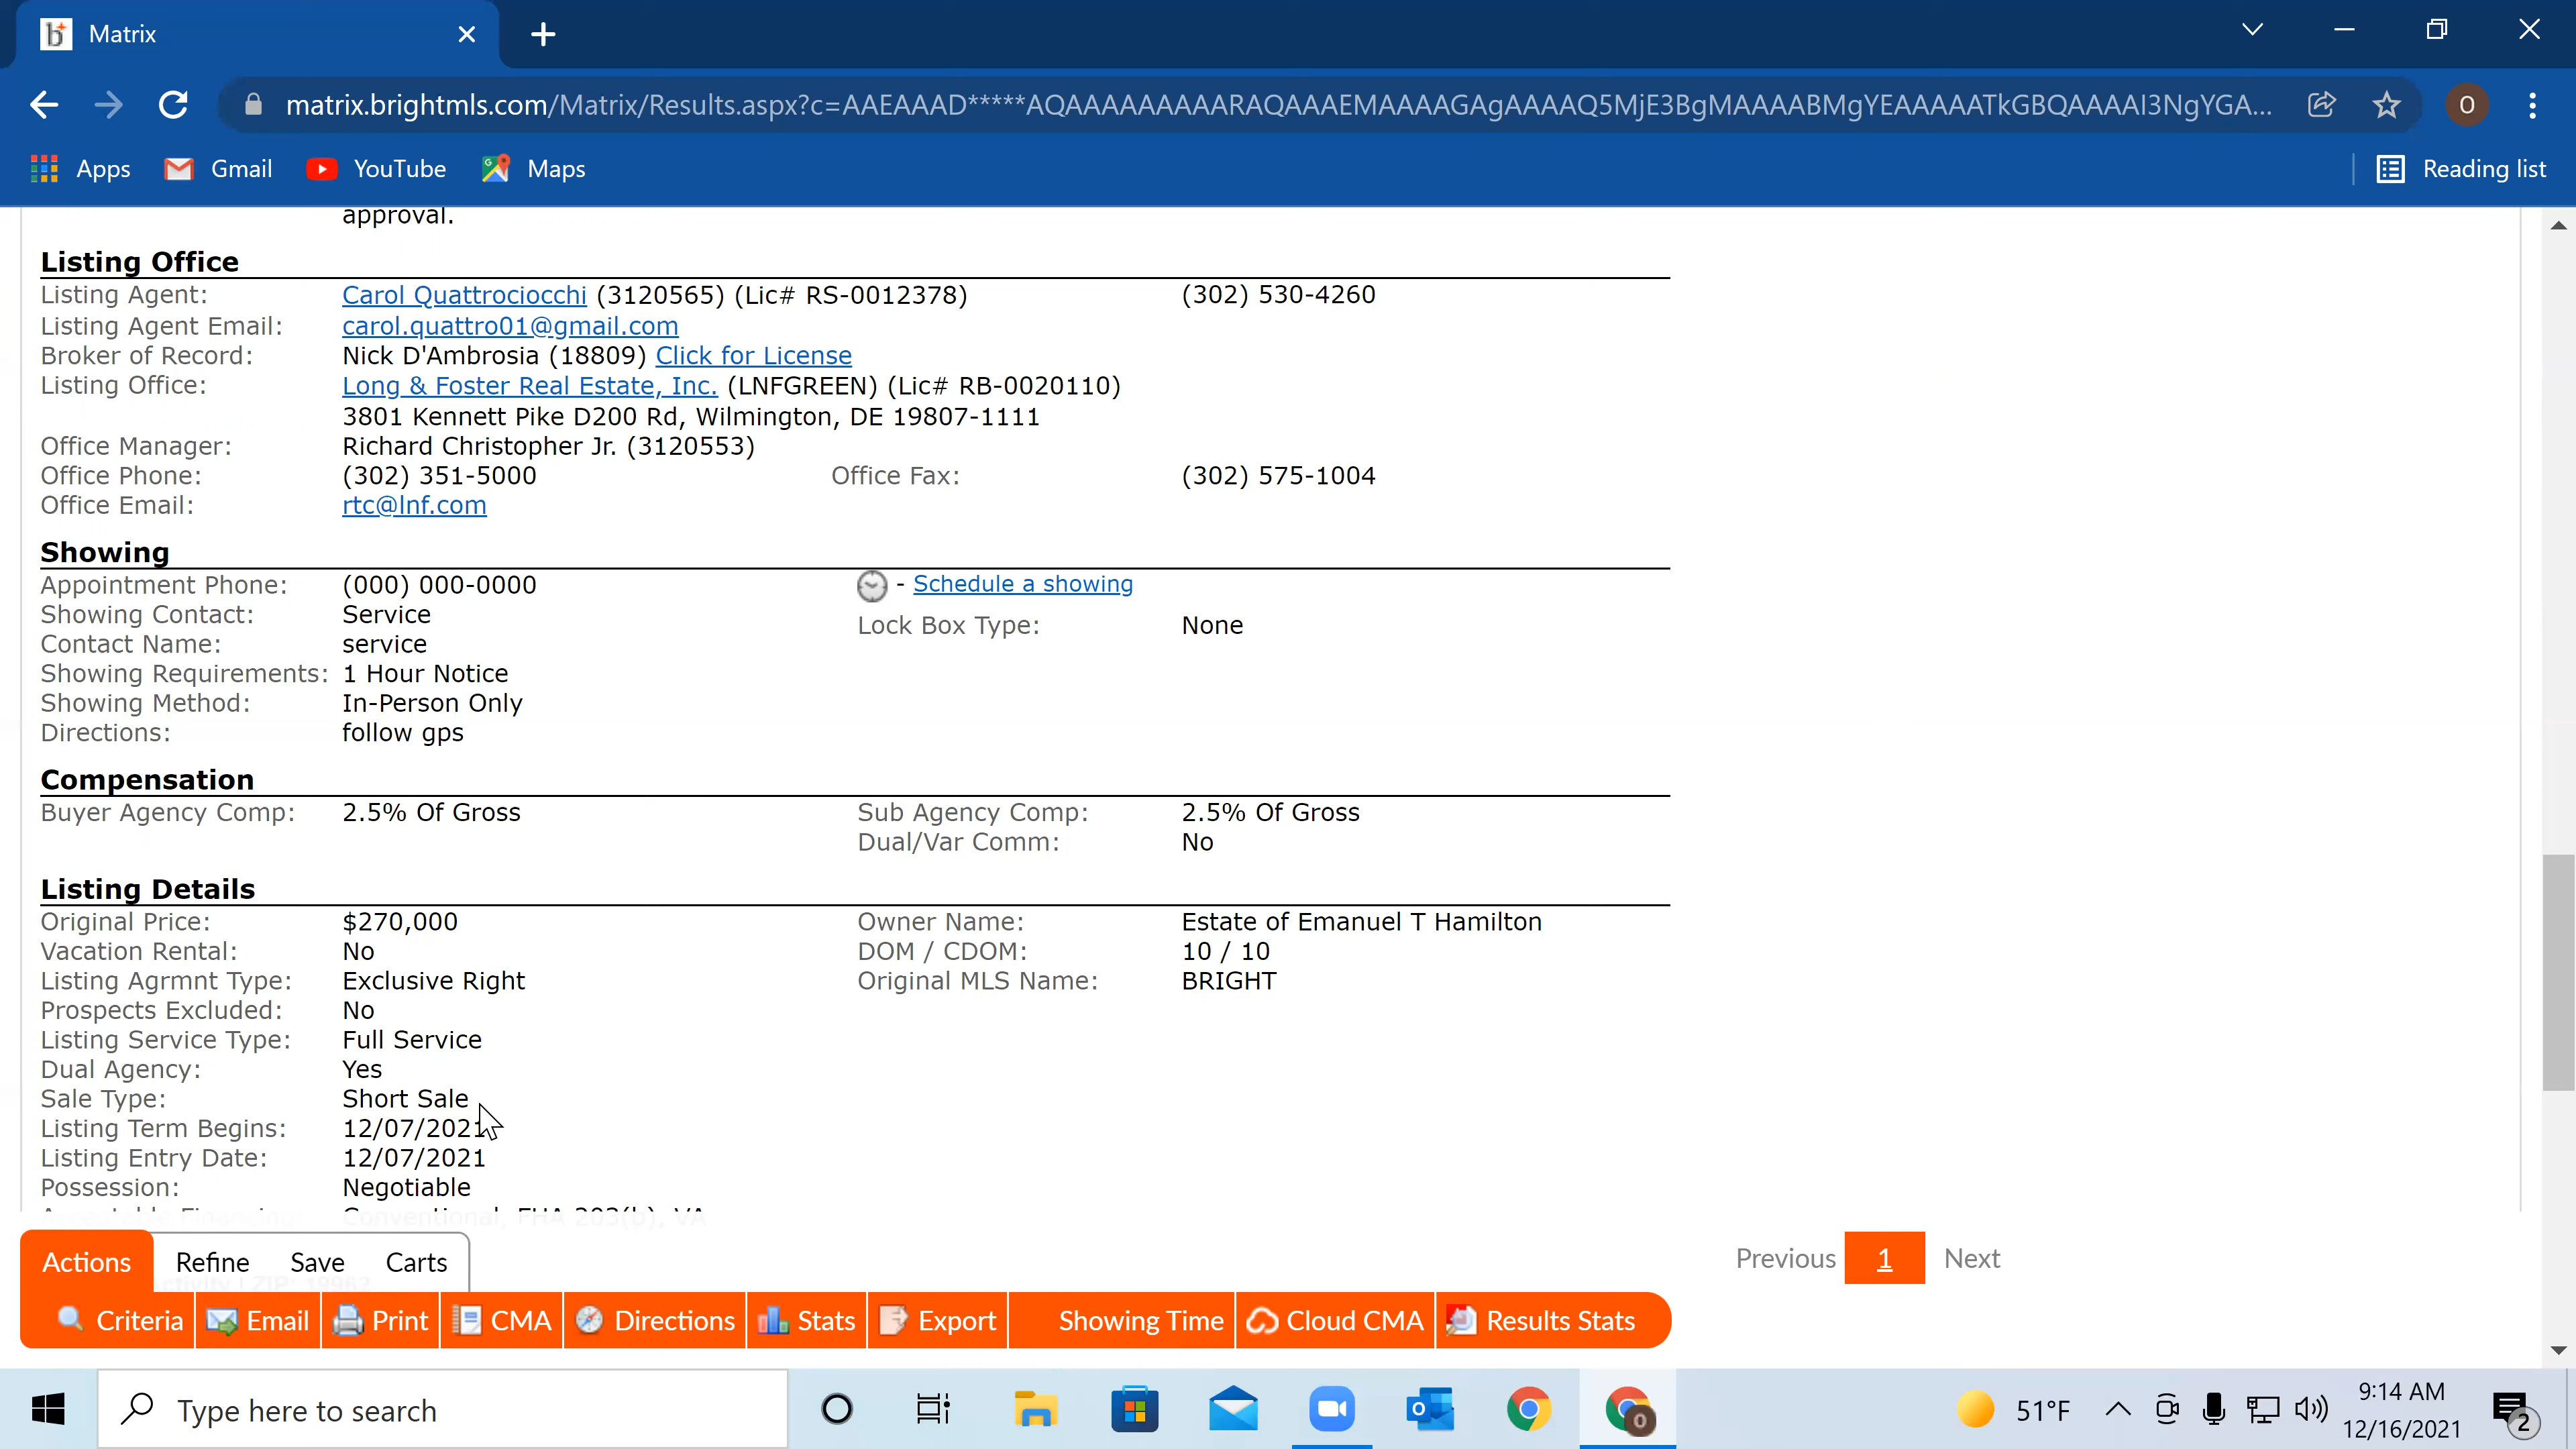 Matrix
matrix.brightmls.com/Matrix/Results.aspx?c=AAEAAAD*****AQAAAAAAAAARAQAAAEMAAAAGAgAAAAQ5MjE3BgMAAAABMgYEAAAAATkGBQAAAAI3NgYGA...
O
Apps Gmail YouTube Maps Reading list
approval.
Listing Office
Listing Agent: Carol Quattrociocchi (3120565) (Lic# RS-0012378) (302) 530-4260
Listing Agent Email: carol.quattro01@gmail.com
Broker of Record: Nick D'Ambrosia (18809) Click for License
Listing Office: Long & Foster Real Estate, Inc. (LNFGREEN) (Lic# RB-0020110)
3801 Kennett Pike D200 Rd, Wilmington, DE 19807-1111
Office Manager: Richard Christopher Jr. (3120553)
Office Phone: (302) 351-5000 Office Fax: (302) 575-1004
Office Email: rtc@lnf.com
Showing
Appointment Phone: (000) 000-0000 - Schedule a showing
Showing Contact: Service Lock Box Type: None
Contact Name: service
Showing Requirements: 1 Hour Notice
Showing Method: In-Person Only
Directions: follow gps
Compensation
Buyer Agency Comp: 2.5% Of Gross Sub Agency Comp: 2.5% Of Gross
Dual/Var Comm: No
Listing Details
Original Price: $270,000 Owner Name: Estate of Emanuel T Hamilton
Vacation Rental: No DOM / CDOM: 10 / 10
Listing Agrmnt Type: Exclusive Right Original MLS Name: BRIGHT
Prospects Excluded: No
Listing Service Type: Full Service
Dual Agency: Yes
Sale Type: Short Sale
Listing Term Begins: 12/07/2021
Listing Entry Date: 12/07/2021
Possession: Negotiable
Acceptable Financing: Conventional, FHA 203(b), VA
Actions Refine Save Carts Previous 1 Next
Criteria Email Print CMA Directions Stats Export Showing Time Cloud CMA Results Stats
Type here to search 51°F 9:14 AM
12/16/2021
2